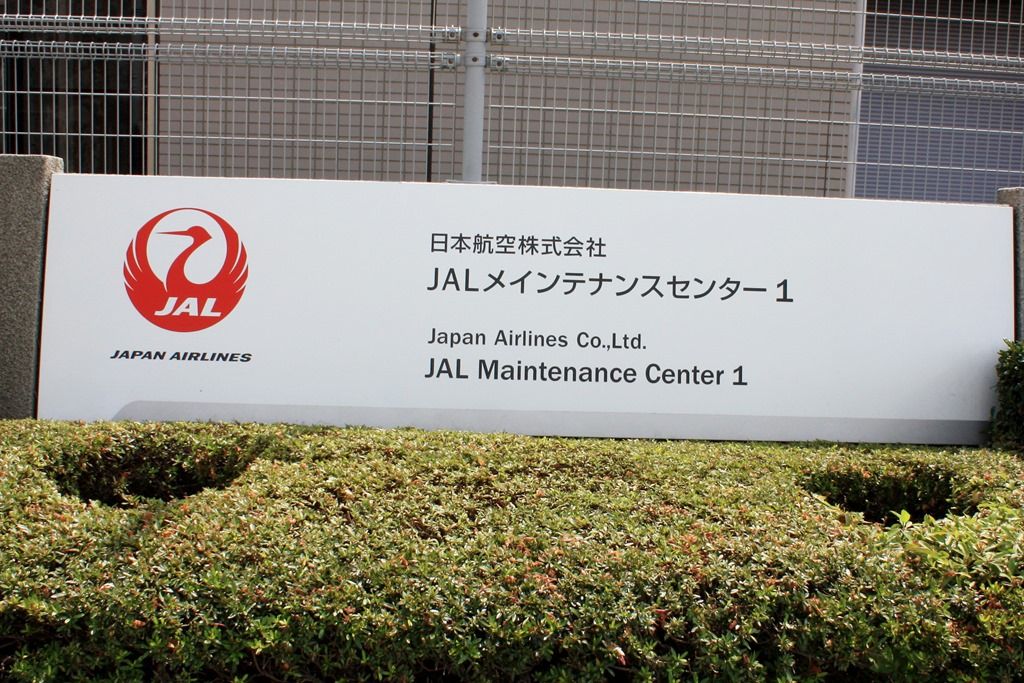 JAL
JAPAN AIRLINES
日本航空株式会社
JALメインテナンスセンター1
Japan Airlines Co.,Ltd.
JAL Maintenance Center 1